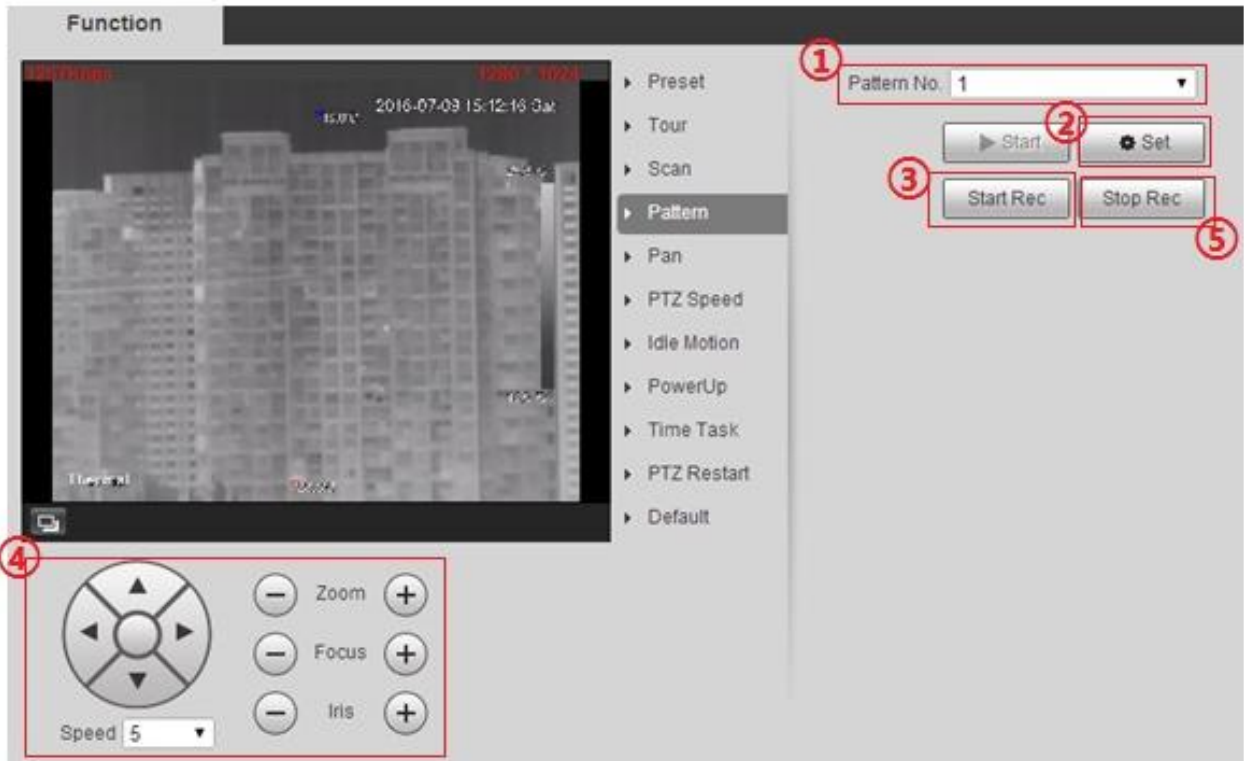 Function
2016-07-09 15:12:16 Sat
Thermal
Preset
Tour
Scan
Pattern
Pan
PTZ Speed
Idle Motion
PowerUp
Time Task
PTZ Restart
Default
① Pattern No. 1
Start ② Set
③ Start Rec Stop Rec ⑤
④
Zoom
Focus
Iris
Speed 5